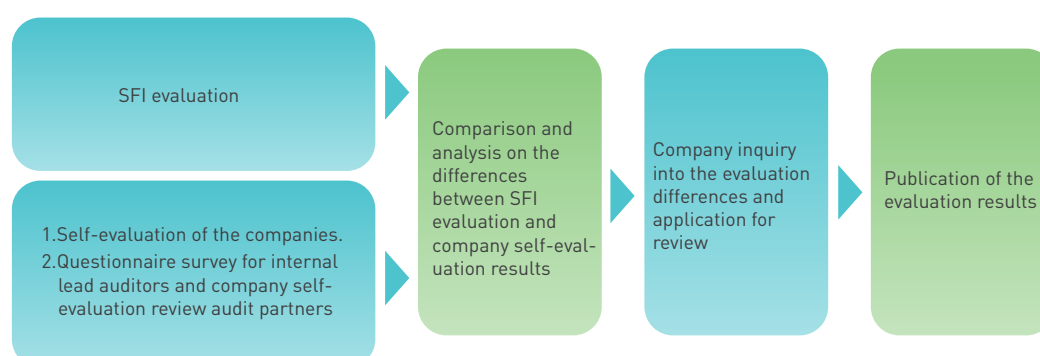 SFI evaluation
1.Self-evaluation of the companies.
2.Questionnaire survey for internal
lead auditors and company self-
evaluation review audit partners
Comparison and
analysis on the
differences
between SFI
evaluation and
company self-eval-
uation results
Company inquiry
into the evaluation
differences and
application for
review
Publication of the
evaluation results